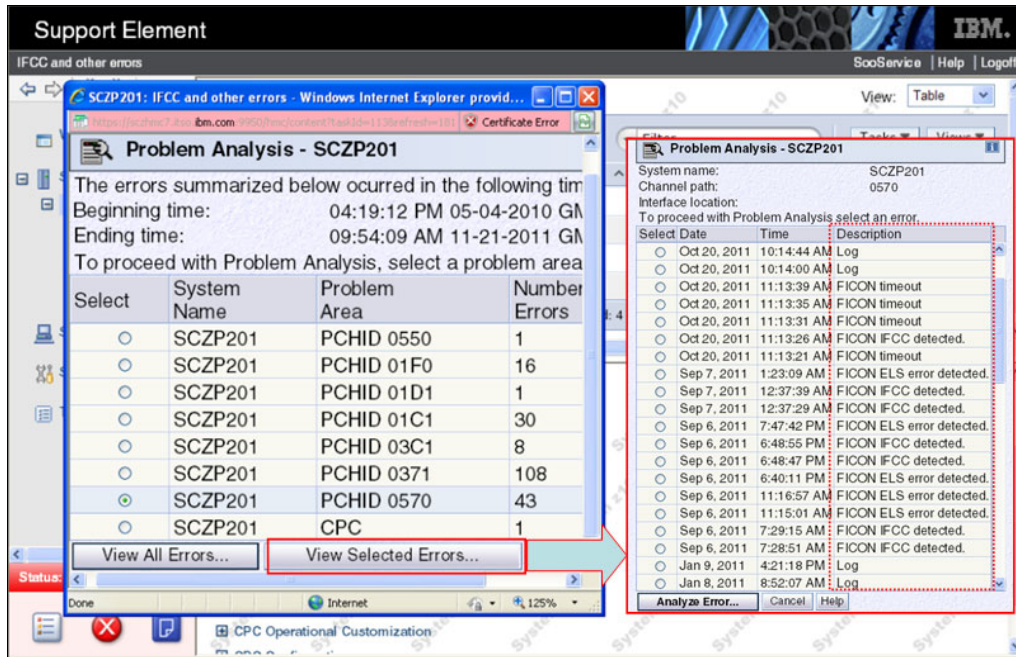 Support Element
IBM.
IFCC and other errors
SooService | Help | Logoff
View: Table
SCZP201: IFCC and other errors - Windows Internet Explorer provid...
Certificate Error
Problem Analysis - SCZP201
The errors summarized below ocurred in the following tim
Beginning time: 04:19:12 PM 05-04-2010 GM
Ending time: 09:54:09 AM 11-21-2011 GM
To proceed with Problem Analysis, select a problem area
Select System Name Problem Area Number Errors
SCZP201 PCHID 0550 1
SCZP201 PCHID 01F0 16
SCZP201 PCHID 01D1 1
SCZP201 PCHID 01C1 30
SCZP201 PCHID 03C1 8
SCZP201 PCHID 0371 108
SCZP201 PCHID 0570 43
SCZP201 CPC 1
View All Errors... View Selected Errors...
Done Internet 125%
Status:
CPC Operational Customization
Filter
Tasks Views
Problem Analysis - SCZP201
System name: SCZP201
Channel path: 0570
Interface location:
To proceed with Problem Analysis select an error.
Select Date Time Description
Oct 20, 2011 10:14:44 AM Log
Oct 20, 2011 10:14:00 AM Log
Oct 20, 2011 11:13:39 AM FICON timeout
Oct 20, 2011 11:13:35 AM FICON timeout
Oct 20, 2011 11:13:31 AM FICON timeout
Oct 20, 2011 11:13:26 AM FICON IFCC detected.
Oct 20, 2011 11:13:21 AM FICON timeout
Sep 7, 2011 1:23:09 AM FICON ELS error detected.
Sep 7, 2011 12:37:39 AM FICON IFCC detected.
Sep 7, 2011 12:37:29 AM FICON IFCC detected.
Sep 6, 2011 7:47:42 PM FICON ELS error detected.
Sep 6, 2011 6:48:55 PM FICON IFCC detected.
Sep 6, 2011 6:48:47 PM FICON IFCC detected.
Sep 6, 2011 6:40:11 PM FICON ELS error detected.
Sep 6, 2011 11:16:57 AM FICON ELS error detected.
Sep 6, 2011 11:15:01 AM FICON ELS error detected.
Sep 6, 2011 7:29:15 AM FICON IFCC detected.
Sep 6, 2011 7:28:51 AM FICON IFCC detected.
Jan 9, 2011 4:21:18 PM Log
Jan 8, 2011 8:52:07 AM Log
Analyze Error... Cancel Help